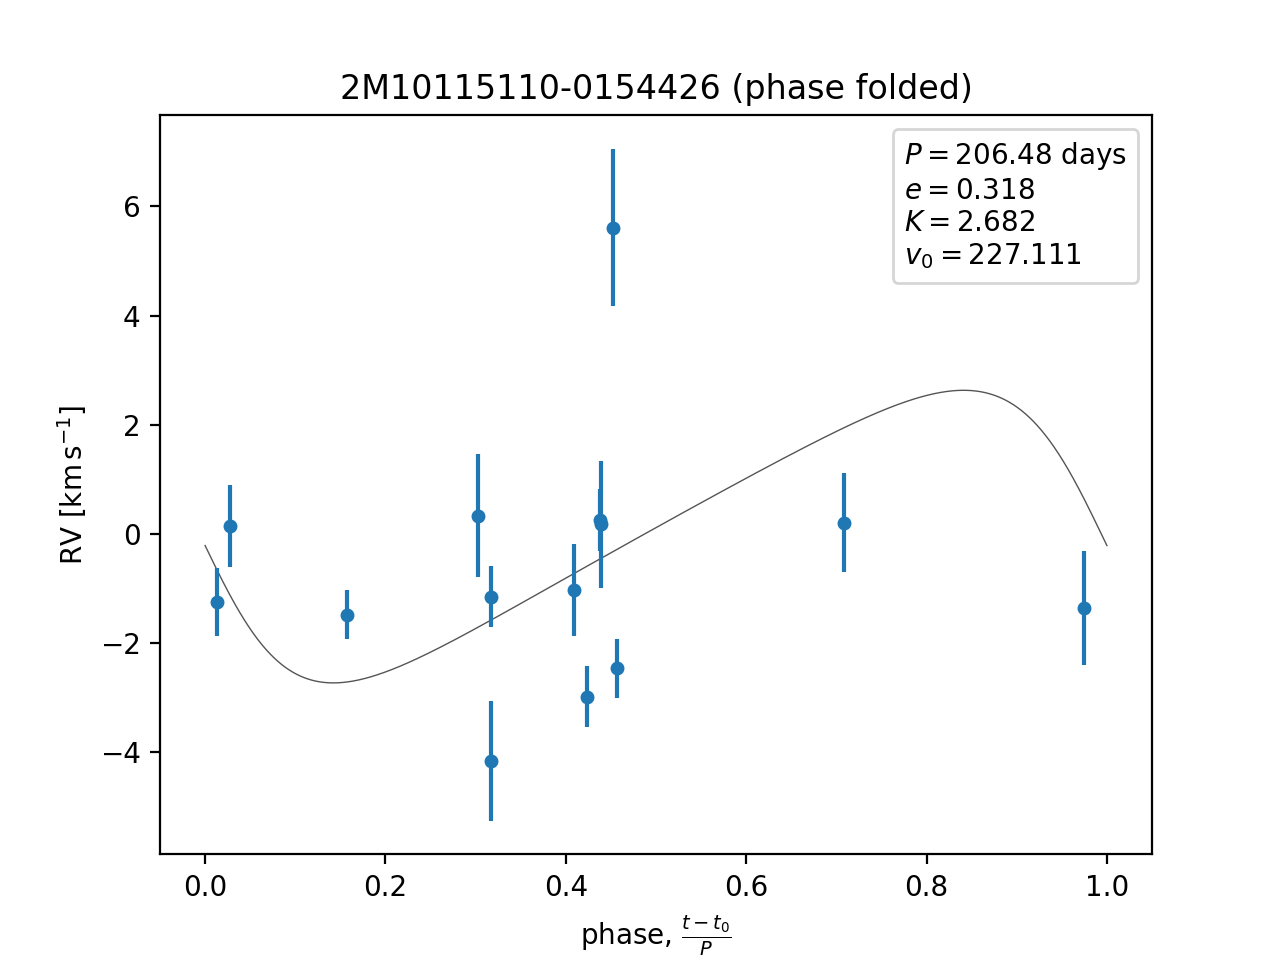 2M10115110-0154426 (phase folded)
P = 206.48 days
e = 0.318
K = 2.682
v₀ = 227.111
6
4
2
0
−2
−4
RV [km s⁻¹]
0.0 0.2 0.4 0.6 0.8 1.0
phase, (t − t₀)/P